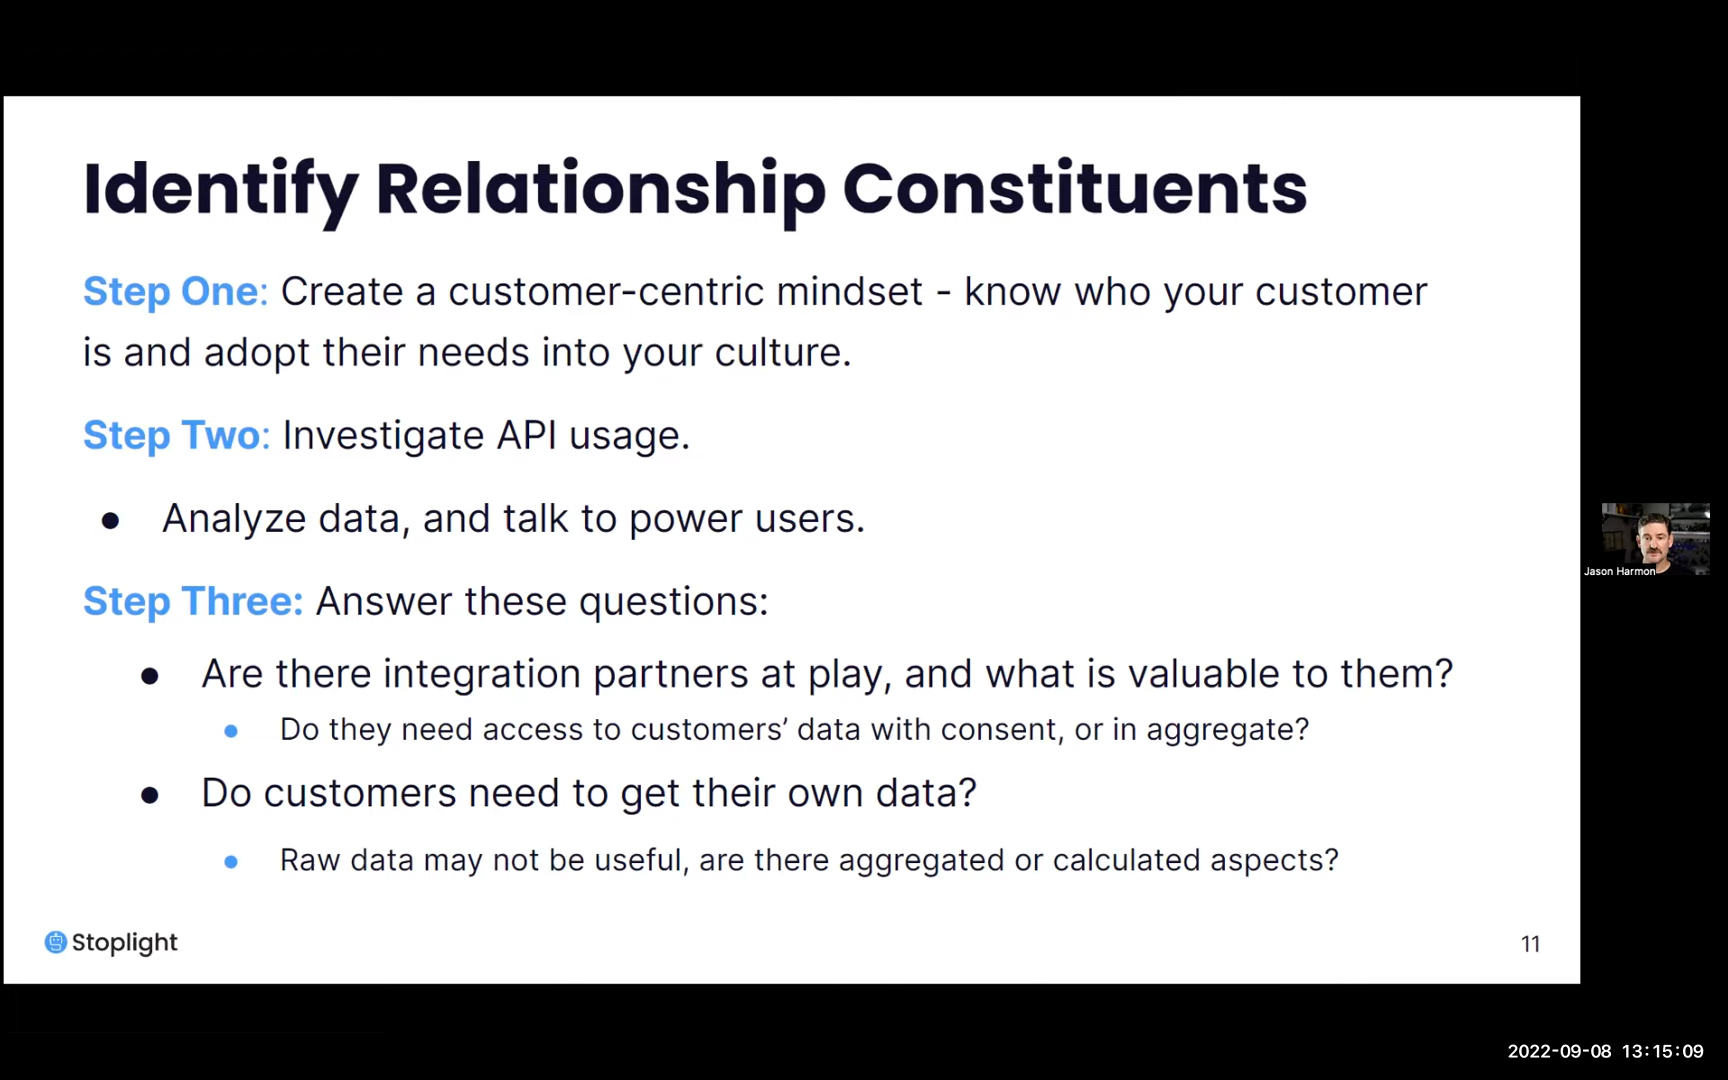 Identify Relationship Constituents
Step One: Create a customer-centric mindset - know who your customer
is and adopt their needs into your culture.
Step Two: Investigate API usage.
● Analyze data, and talk to power users.
Step Three: Answer these questions:
● Are there integration partners at play, and what is valuable to them?
● Do they need access to customers’ data with consent, or in aggregate?
● Do customers need to get their own data?
● Raw data may not be useful, are there aggregated or calculated aspects?
Stoplight
11
Jason Harmon
2022-09-08 13:15:09